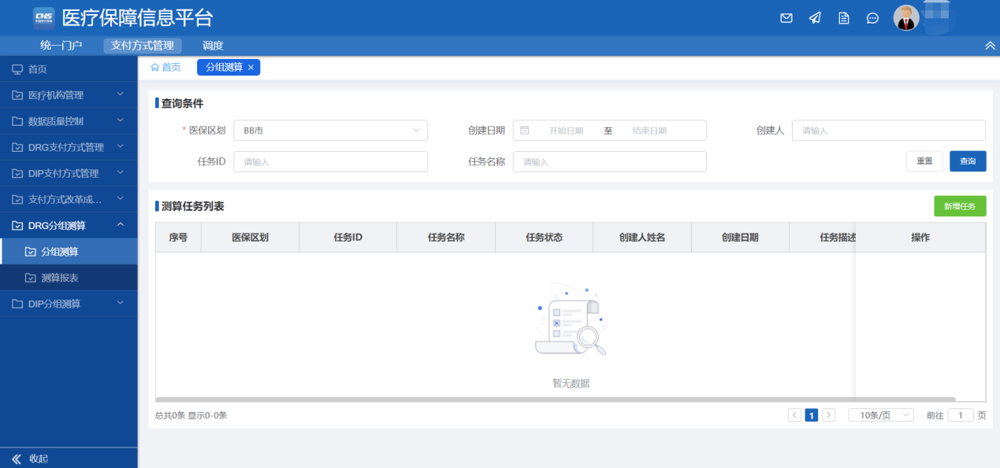 CHS 医疗保障信息平台
统一门户 支付方式管理 调度
首页
医疗机构管理
数据质量控制
DRG支付方式管理
DIP支付方式管理
支付方式改革成...
DRG分组测算
分组测算
测算报表
DIP分组测算
收起
首页 分组测算 ×
查询条件
* 医保区划 BB市 创建日期 开始日期 至 结束日期 创建人 请输入
任务ID 请输入 任务名称 请输入 重置 查询
测算任务列表 新增任务
序号 医保区划 任务ID 任务名称 任务状态 创建人姓名 创建日期 任务描述 操作
暂无数据
总共0条 显示0-0条 1 10条/页 前往 1 页